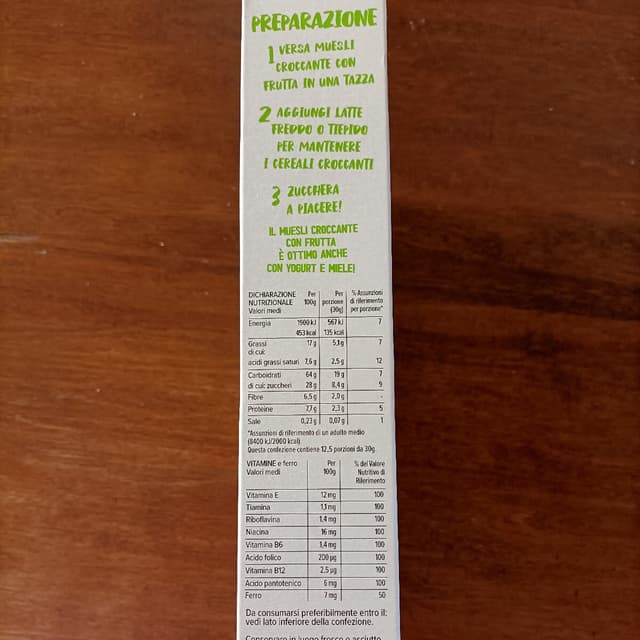 PREPARAZIONE
1 VERSA MUESLI
CROCCANTE CON
FRUTTA IN UNA TAZZA
2 AGGIUNGI LATTE
FREDDO O TIEPIDO
PER MANTENERE
I CEREALI CROCCANTI
3 ZUCCHERA
A PIACERE!
IL MUESLI CROCCANTE
CON FRUTTA
È OTTIMO ANCHE
CON YOGURT E MIELE!
DICHIARAZIONE Per Per % Assunzioni
NUTRIZIONALE 100g porzione di riferimento
Valori medi (30g) per porzione*
Energia 1900 kJ 567 kJ 7
453 kcal 135 kcal
Grassi 17 g 5,1 g 7
di cui:
acidi grassi saturi 7,6 g 2,5 g 12
Carboidrati 64 g 19 g 7
di cui: zuccheri 28 g 8,4 g 9
Fibre 6,5 g 2,0 g -
Proteine 7,7 g 2,3 g 5
Sale 0,23 g 0,07 g 1
*Assunzioni di riferimento di un adulto medio
(8400 kJ/2000 kcal)
Questa confezione contiene 12,5 porzioni da 30g.
VITAMINE e ferro Per % del Valore
Valori medi 100g Nutritivo di
Riferimento
Vitamina E 12 mg 100
Tiamina 1,1 mg 100
Riboflavina 1,4 mg 100
Niacina 16 mg 100
Vitamina B6 1,4 mg 100
Acido folico 200 µg 100
Vitamina B12 2,5 µg 100
Acido pantotenico 6 mg 100
Ferro 7 mg 50
Da consumarsi preferibilmente entro il:
vedi lato inferiore della confezione.
Conservare in luogo fresco e asciutto